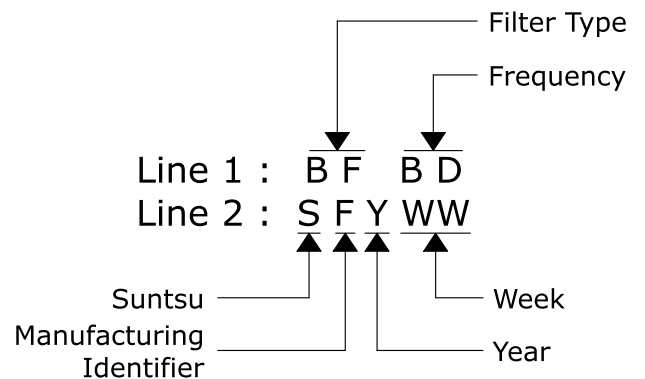 Filter Type
Frequency
Line 1 : B F B D
Line 2 : S F Y WW
Suntsu
Week
Manufacturing
Identifier
Year